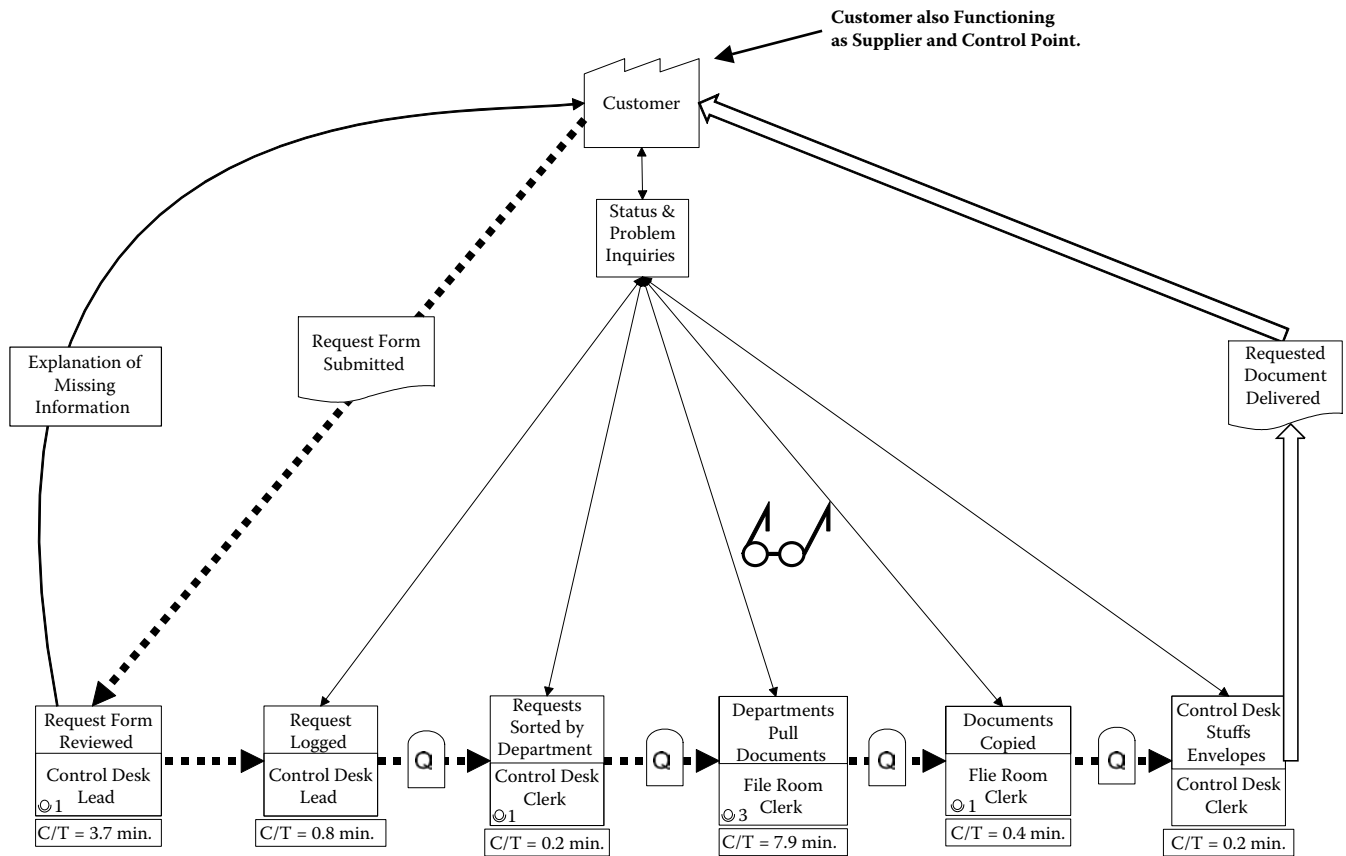 Customer also Functioning
as Supplier and Control Point.
Customer
Status &
Problem
Inquiries
Request Form
Submitted
Explanation of
Missing
Information
Requested
Document
Delivered
Request Form
Reviewed
Control Desk
Lead
1
C/T = 3.7 min.
Request
Logged
Control Desk
Lead
C/T = 0.8 min.
Q
Requests
Sorted by
Department
Control Desk
Clerk
1
C/T = 0.2 min.
Q
Departments
Pull
Documents
File Room
Clerk
3
C/T = 7.9 min.
Q
Documents
Copied
Flie Room
Clerk
1
C/T = 0.4 min.
Q
Control Desk
Stuffs
Envelopes
Control Desk
Clerk
C/T = 0.2 min.